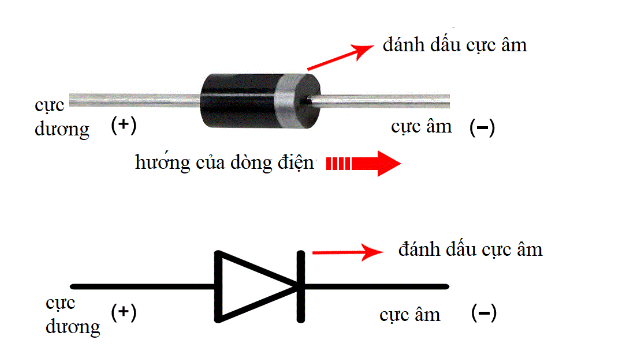 đánh dấu cực âm
cực
dương (+)
cực âm (−)
hướng của dòng điện
đánh dấu cực âm
cực
dương (+)
cực âm (−)